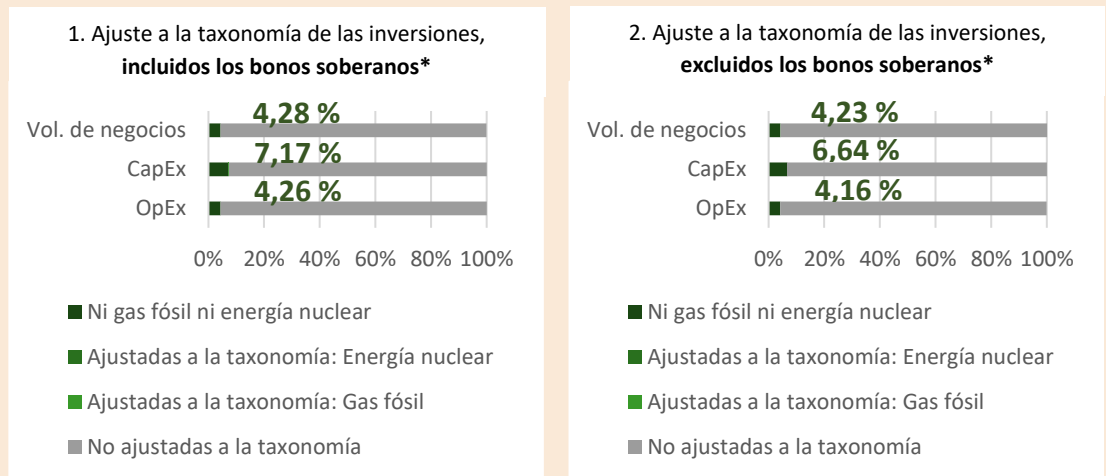 1. Ajuste a la taxonomía de las inversiones,
incluidos los bonos soberanos*
4,28 %
Vol. de negocios
7,17 %
CapEx
4,26 %
OpEx
0% 20% 40% 60% 80% 100%
Ni gas fósil ni energía nuclear
Ajustadas a la taxonomía: Energía nuclear
Ajustadas a la taxonomía: Gas fósil
No ajustadas a la taxonomía
2. Ajuste a la taxonomía de las inversiones,
excluidos los bonos soberanos*
4,23 %
Vol. de negocios
6,64 %
CapEx
4,16 %
OpEx
0% 20% 40% 60% 80% 100%
Ni gas fósil ni energía nuclear
Ajustadas a la taxonomía: Energía nuclear
Ajustadas a la taxonomía: Gas fósil
No ajustadas a la taxonomía